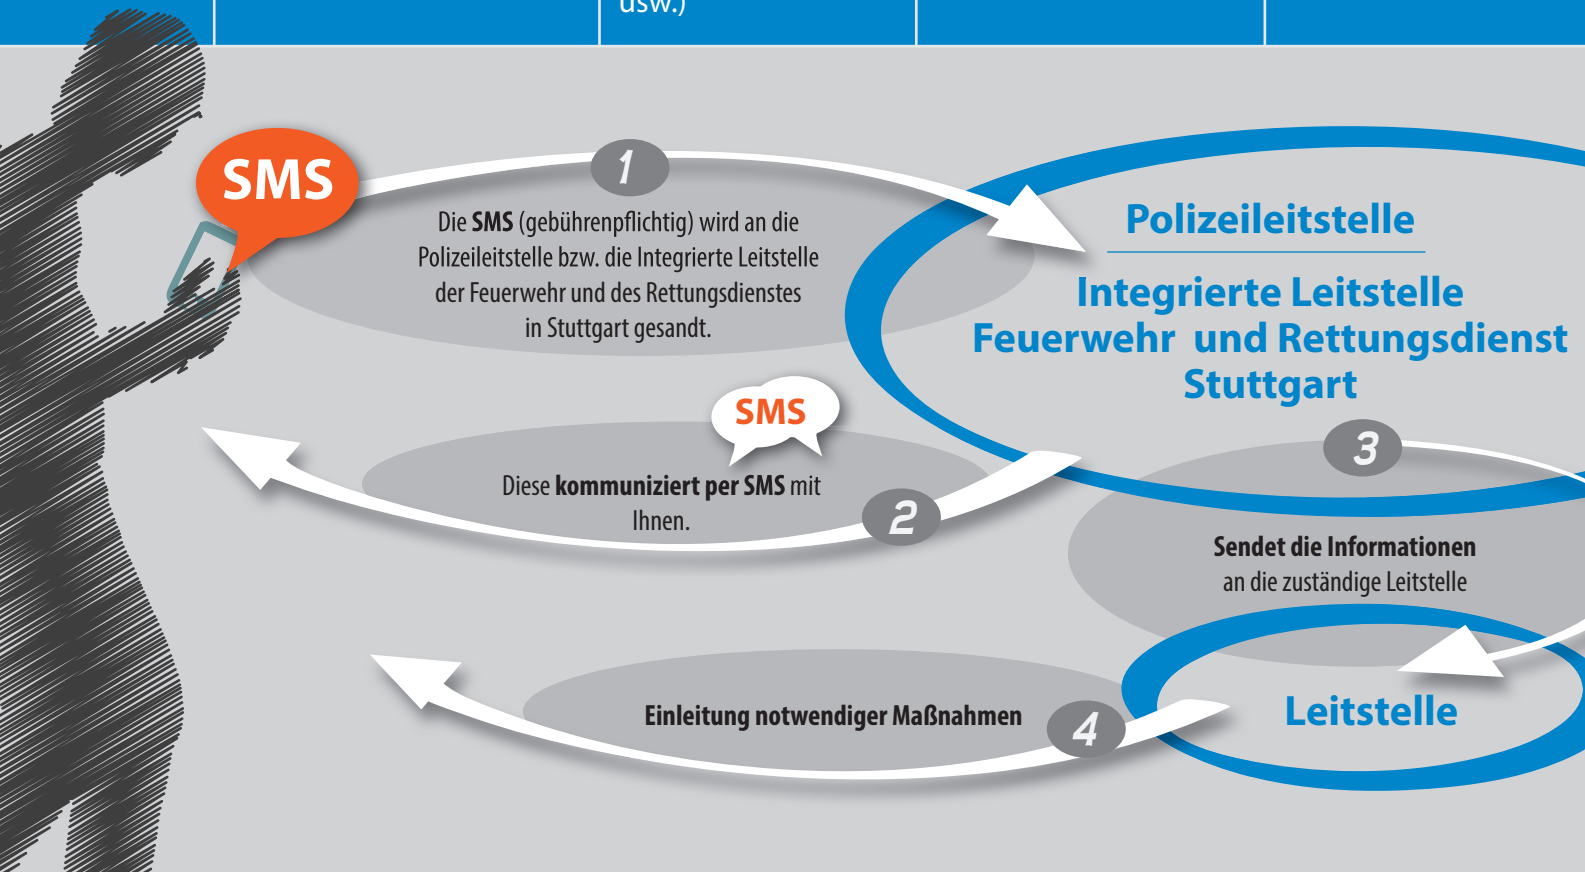 usw.)
SMS
1
Die SMS (gebührenpflichtig) wird an die
Polizeileitstelle bzw. die Integrierte Leitstelle
der Feuerwehr und des Rettungsdienstes
in Stuttgart gesandt.
Polizeileitstelle
Integrierte Leitstelle
Feuerwehr und Rettungsdienst
Stuttgart
SMS
Diese kommuniziert per SMS mit
Ihnen.
2
3
Sendet die Informationen
an die zuständige Leitstelle
Einleitung notwendiger Maßnahmen
4
Leitstelle